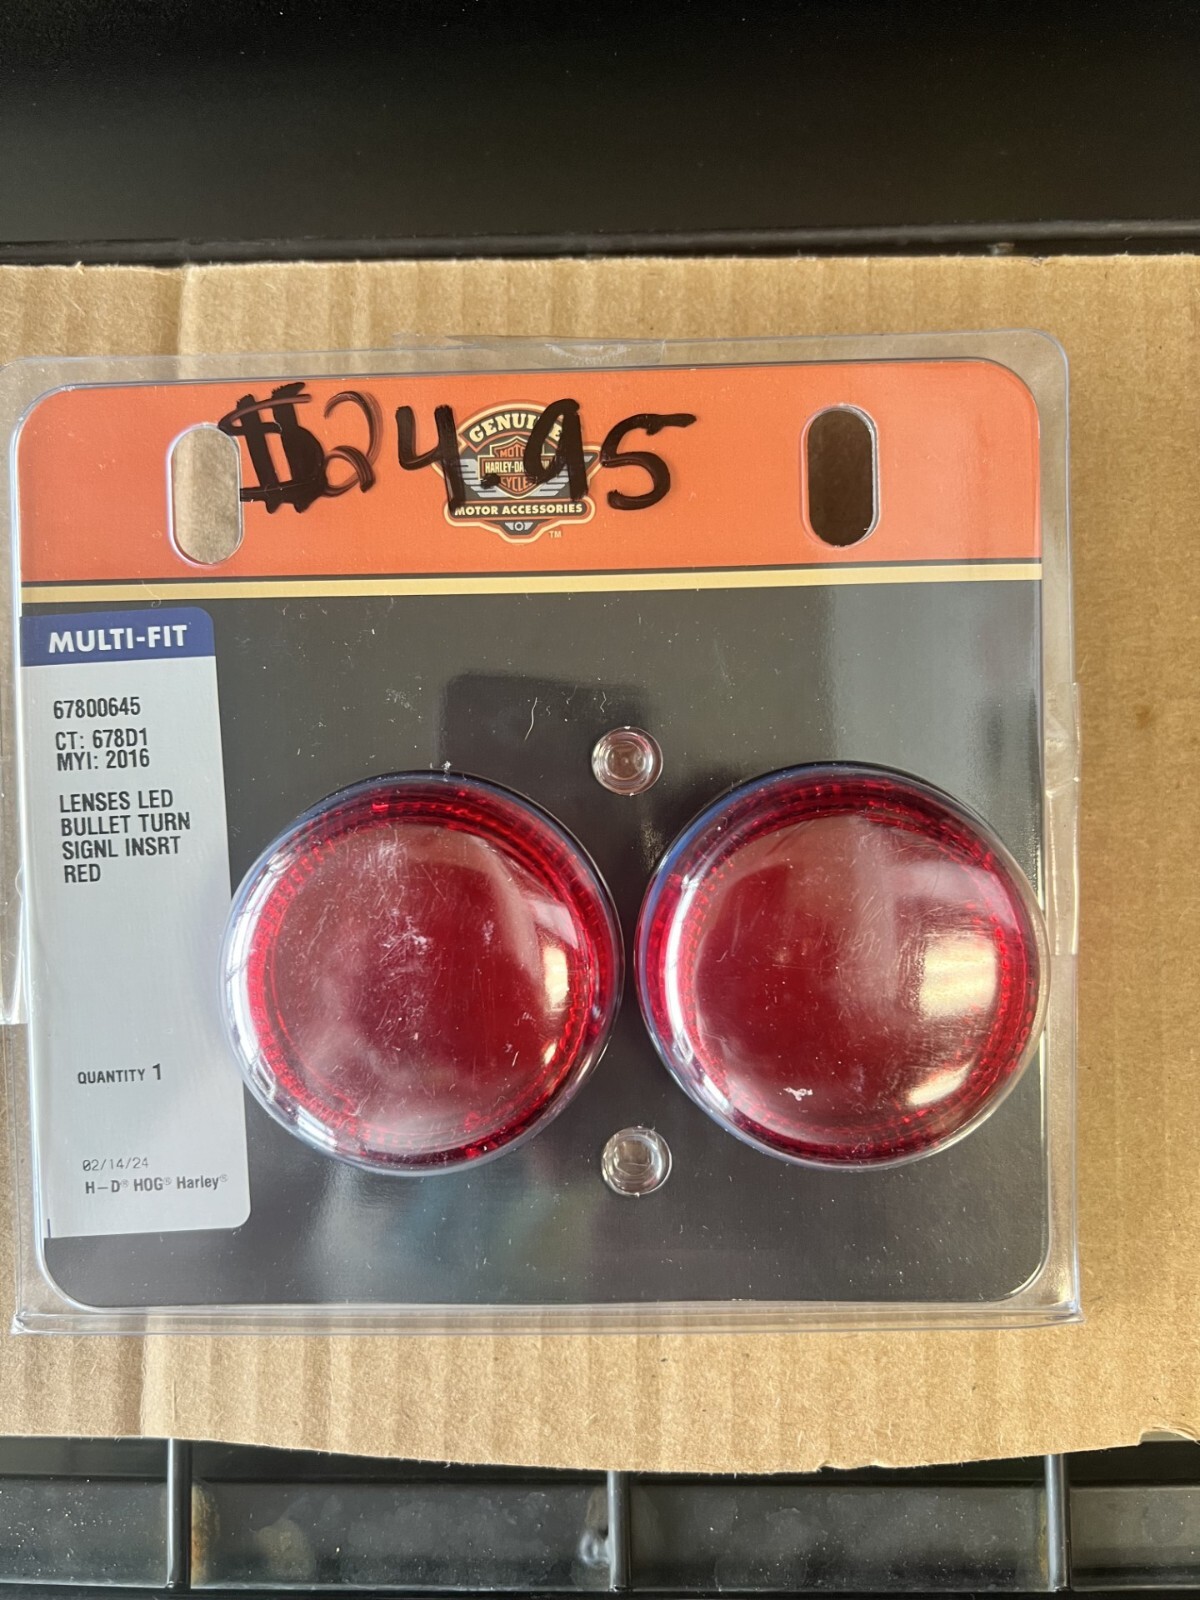 $24.95
GENUINE
MOTOR
HARLEY-DAVIDSON
CYCLES
MOTOR ACCESSORIES
TM
MULTI-FIT
67800645
CT: 678D1
MYI: 2016
LENSES LED
BULLET TURN
SIGNL INSRT
RED
QUANTITY 1
02/14/24
H–D® HOG® Harley®